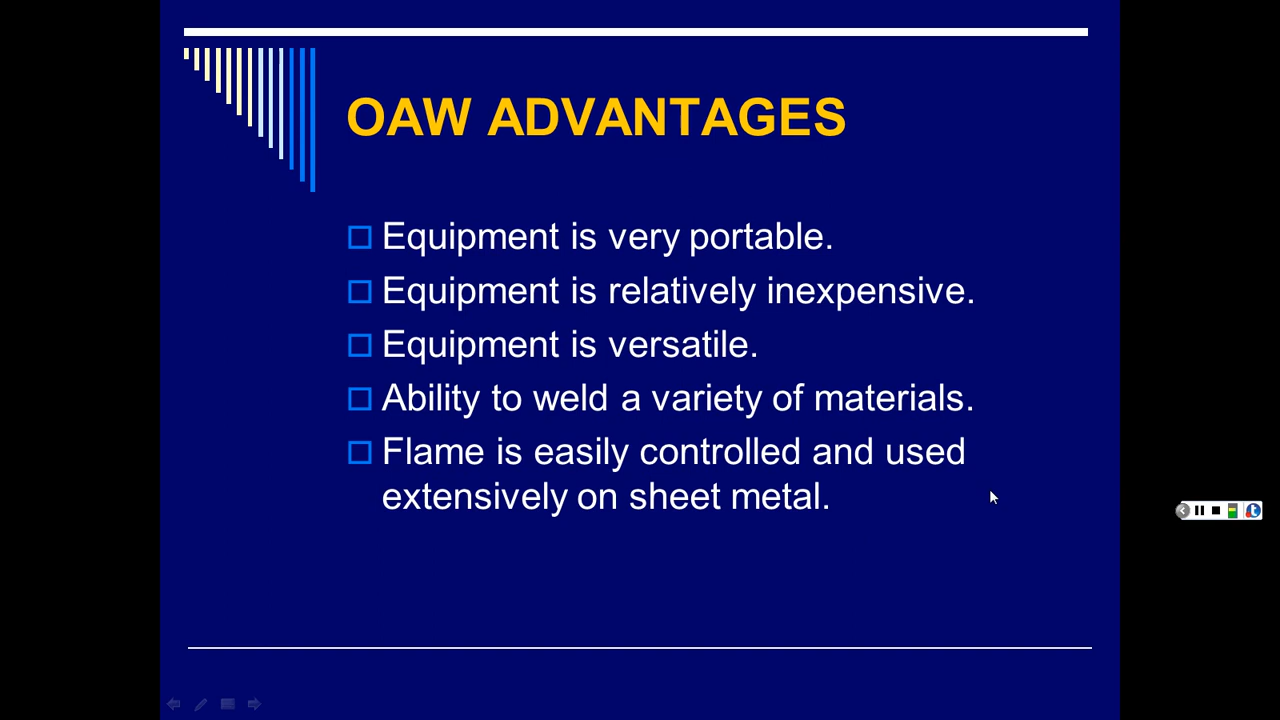 OAW ADVANTAGES
Equipment is very portable.
Equipment is relatively inexpensive.
Equipment is versatile.
Ability to weld a variety of materials.
Flame is easily controlled and used
extensively on sheet metal.